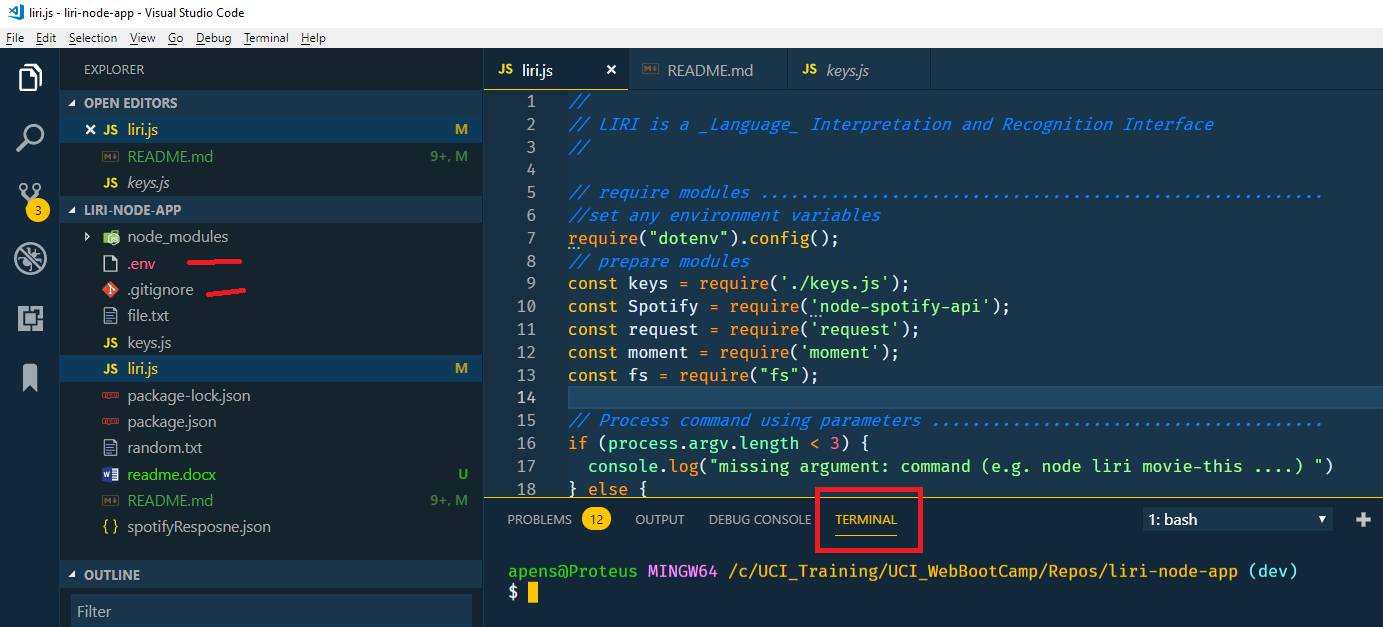 liri.js - liri-node-app - Visual Studio Code
File Edit Selection View Go Debug Terminal Help
EXPLORER
OPEN EDITORS
JS liri.js M
README.md 9+, M
JS keys.js
LIRI-NODE-APP
node_modules
.env
.gitignore
file.txt
JS keys.js
JS liri.js M
package-lock.json
package.json
random.txt
readme.docx U
README.md 9+, M
{ } spotifyResposne.json
OUTLINE
Filter
3
JS liri.js README.md JS keys.js
1 //
2 // LIRI is a _Language_ Interpretation and Recognition Interface
3 //
4
5 // require modules ........................................................
6 //set any environment variables
7 require("dotenv").config();
8 // prepare modules
9 const keys = require('./keys.js');
10 const Spotify = require('node-spotify-api');
11 const request = require('request');
12 const moment = require('moment');
13 const fs = require("fs");
14
15 // Process command using parameters .......................................
16 if (process.argv.length < 3) {
17 console.log("missing argument: command (e.g. node liri movie-this ....) ")
18 } else {
PROBLEMS 12 OUTPUT DEBUG CONSOLE TERMINAL 1: bash
apens@Proteus MINGW64 /c/UCI_Training/UCI_WebBootCamp/Repos/liri-node-app (dev)
$